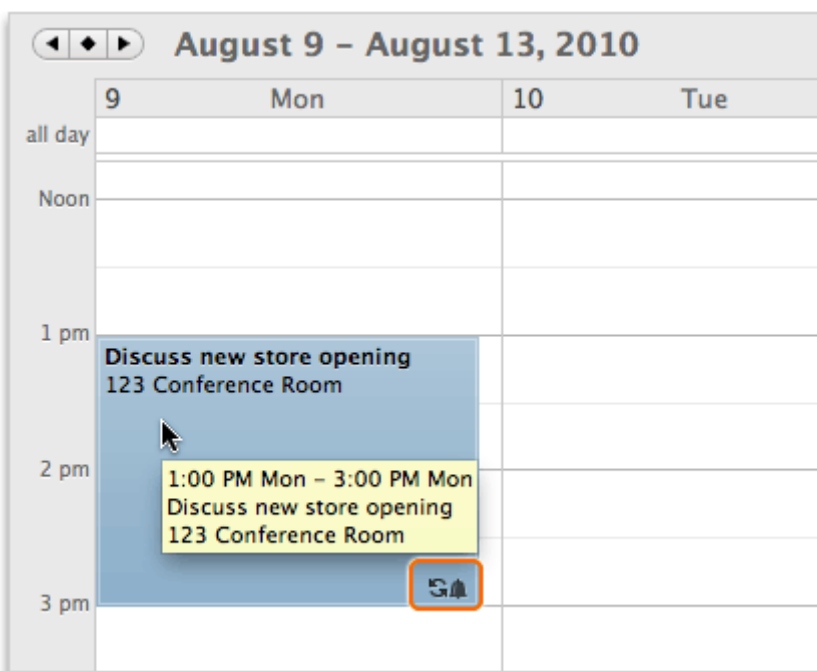 August 9 – August 13, 2010
9 Mon 10 Tue
all day
Noon
1 pm
Discuss new store opening
123 Conference Room
2 pm
1:00 PM Mon – 3:00 PM Mon
Discuss new store opening
123 Conference Room
3 pm